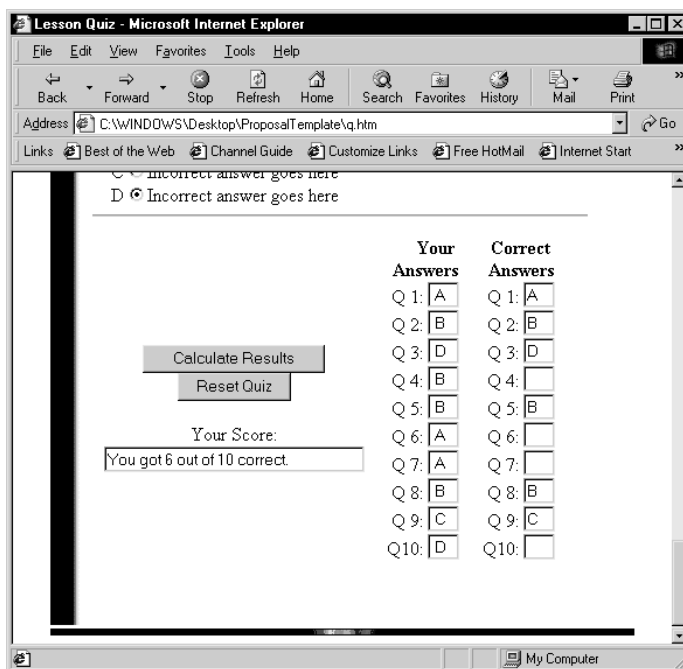 Lesson Quiz - Microsoft Internet Explorer
File Edit View Favorites Tools Help
Back Forward Stop Refresh Home Search Favorites History Mail Print »
Address C:\WINDOWS\Desktop\ProposalTemplate\q.htm Go
Links Best of the Web Channel Guide Customize Links Free HotMail Internet Start »
C Incorrect answer goes here
D Incorrect answer goes here
Your Correct
Answers Answers
Q 1: A Q 1: A
Q 2: B Q 2: B
Q 3: D Q 3: D
Calculate Results
Q 4: B Q 4:
Reset Quiz
Q 5: B Q 5: B
Your Score:
Q 6: A Q 6:
You got 6 out of 10 correct.
Q 7: A Q 7:
Q 8: B Q 8: B
Q 9: C Q 9: C
Q10: D Q10:
My Computer